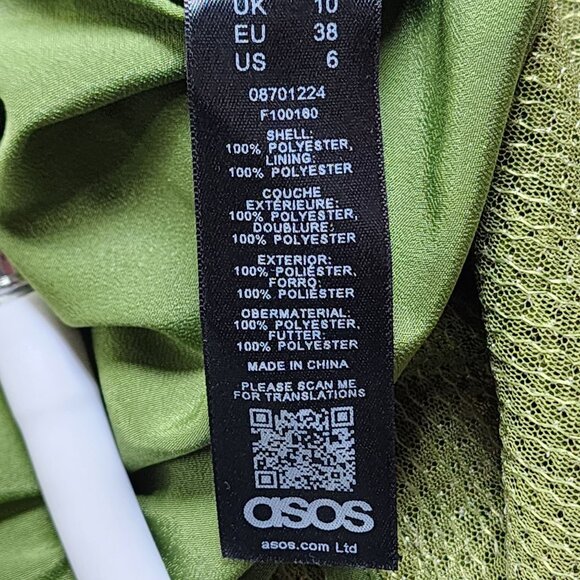 UK 10
EU 38
US 6
08701224
F100160
SHELL:
100% POLYESTER,
LINING:
100% POLYESTER
COUCHE
EXTÉRIEURE:
100% POLYESTER,
DOUBLURE:
100% POLYESTER
EXTERIOR:
100% POLIÉSTER,
FORRO:
100% POLIÉSTER
OBERMATERIAL:
100% POLYESTER,
FUTTER:
100% POLYESTER
MADE IN CHINA
PLEASE SCAN ME
FOR TRANSLATIONS
asos
asos.com Ltd